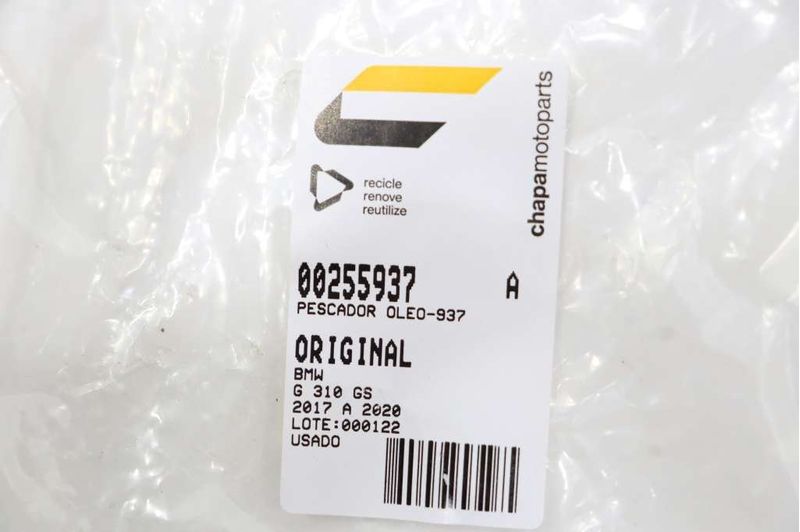 chapamotoparts
recicle
renove
reutilize
00255937 A
PESCADOR OLEO-937
ORIGINAL
BMW
G 310 GS
2017 A 2020
LOTE:000122
USADO